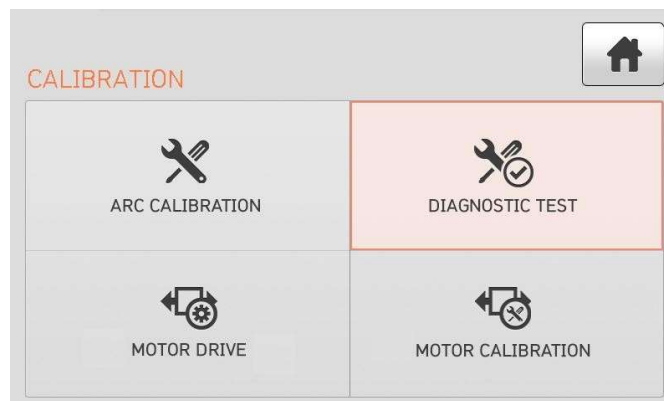 CALIBRATION
ARC CALIBRATION
DIAGNOSTIC TEST
MOTOR DRIVE
MOTOR CALIBRATION